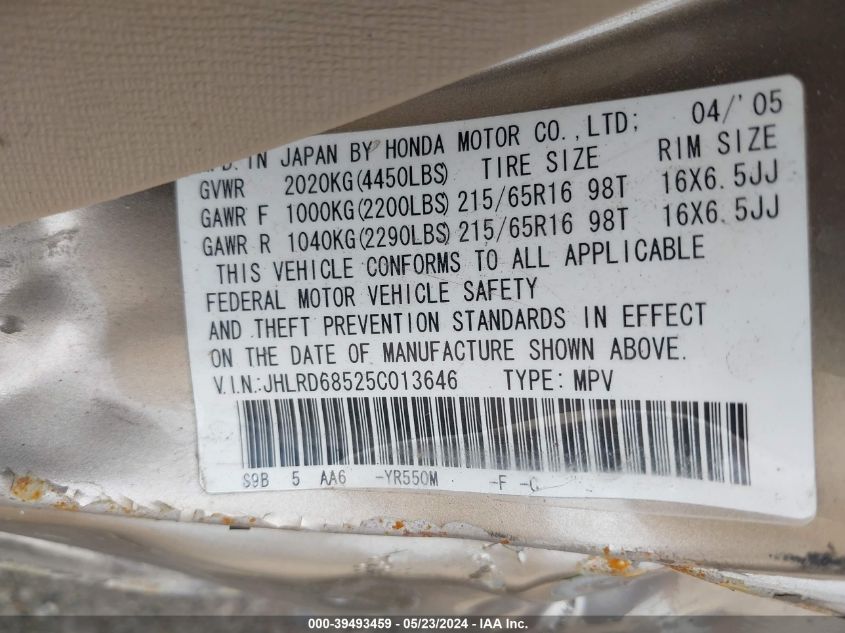 IN JAPAN BY HONDA MOTOR CO.,LTD; 04/'05
GVWR 2020KG(4450LBS) TIRE SIZE RIM SIZE
GAWR F 1000KG(2200LBS) 215/65R16 98T 16X6.5JJ
GAWR R 1040KG(2290LBS) 215/65R16 98T 16X6.5JJ
THIS VEHICLE CONFORMS TO ALL APPLICABLE
FEDERAL MOTOR VEHICLE SAFETY
AND THEFT PREVENTION STANDARDS IN EFFECT
ON THE DATE OF MANUFACTURE SHOWN ABOVE.
V.I.N.:JHLRD68525C013646 TYPE: MPV
S9B 5 AA6 -YR550M -F -C
000-39493459 - 05/23/2024 - IAA Inc.